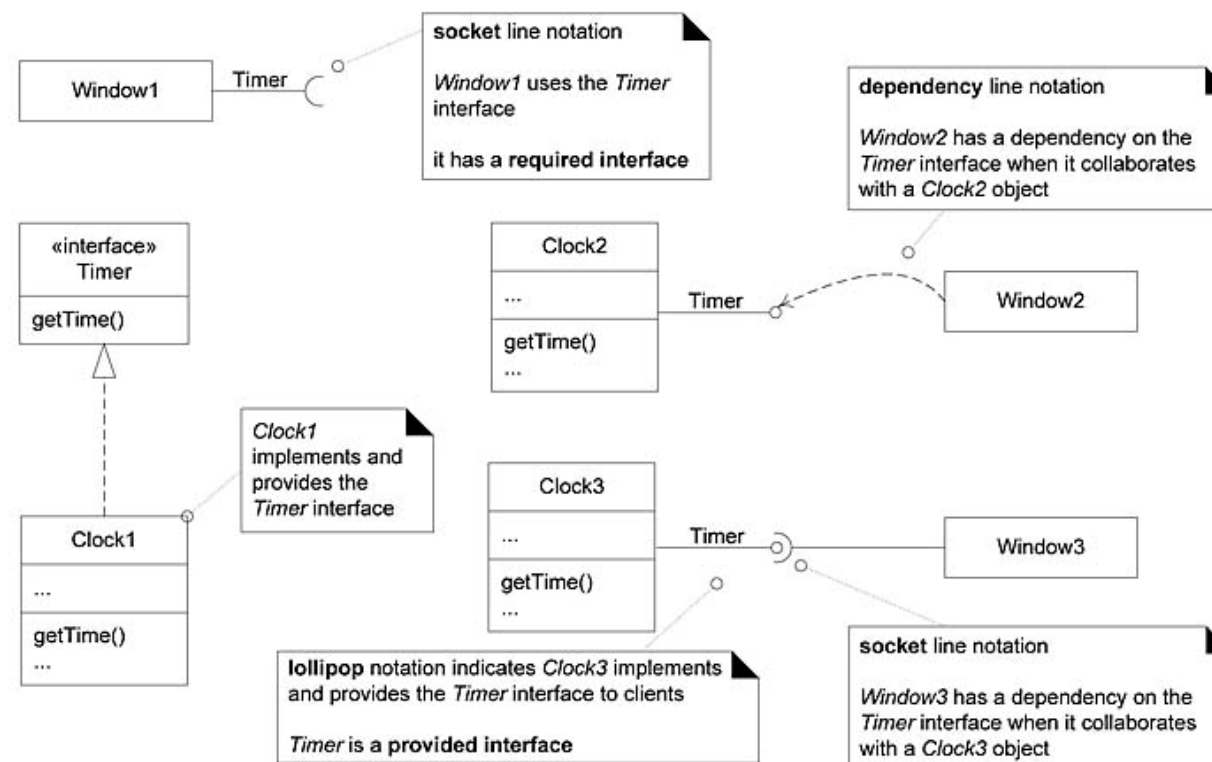 Window1
Timer
socket line notation
Window1 uses the Timer
interface
it has a required interface
dependency line notation
Window2 has a dependency on the
Timer interface when it collaborates
with a Clock2 object
«interface»
Timer
getTime()
Clock2
...
getTime()
...
Timer
Window2
Clock1
implements and
provides the
Timer interface
Clock1
...
getTime()
...
Clock3
...
getTime()
...
Timer
Window3
lollipop notation indicates Clock3 implements
and provides the Timer interface to clients
Timer is a provided interface
socket line notation
Window3 has a dependency on the
Timer interface when it collaborates
with a Clock3 object